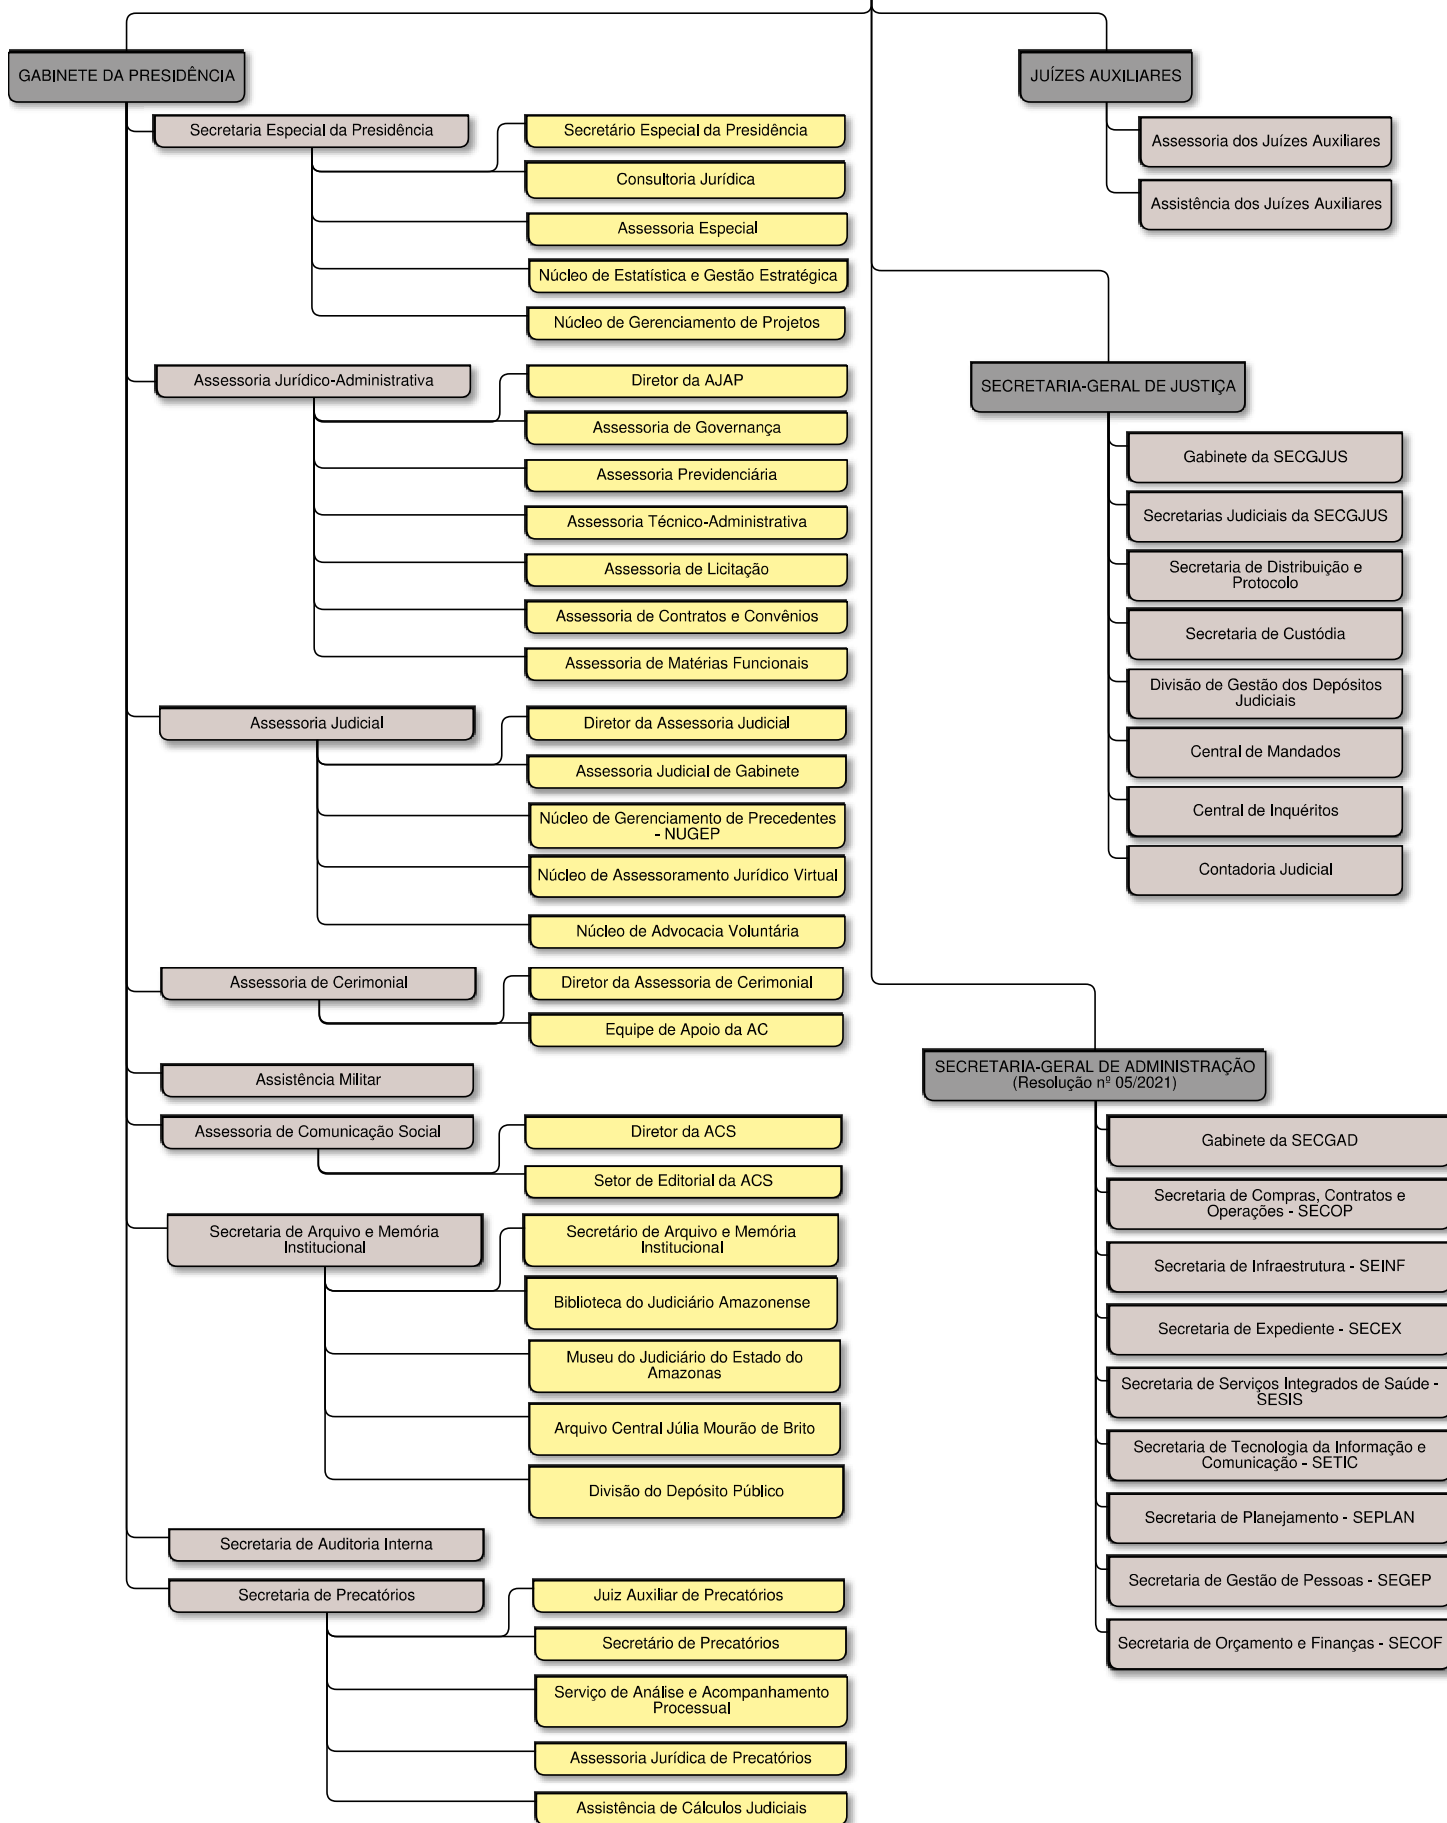 GABINETE DA PRESIDÊNCIA
Secretaria Especial da Presidência
Secretário Especial da Presidência
Consultoria Jurídica
Assessoria Especial
Núcleo de Estatística e Gestão Estratégica
Núcleo de Gerenciamento de Projetos
Assessoria Jurídico-Administrativa
Diretor da AJAP
Assessoria de Governança
Assessoria Previdenciária
Assessoria Técnico-Administrativa
Assessoria de Licitação
Assessoria de Contratos e Convênios
Assessoria de Matérias Funcionais
Assessoria Judicial
Diretor da Assessoria Judicial
Assessoria Judicial de Gabinete
Núcleo de Gerenciamento de Precedentes
- NUGEP
Núcleo de Assessoramento Jurídico Virtual
Núcleo de Advocacia Voluntária
Assessoria de Cerimonial
Diretor da Assessoria de Cerimonial
Equipe de Apoio da AC
Assistência Militar
Assessoria de Comunicação Social
Diretor da ACS
Setor de Editorial da ACS
Secretaria de Arquivo e Memória
Institucional
Secretário de Arquivo e Memória
Institucional
Biblioteca do Judiciário Amazonense
Museu do Judiciário do Estado do
Amazonas
Arquivo Central Júlia Mourão de Brito
Divisão do Depósito Público
Secretaria de Auditoria Interna
Secretaria de Precatórios
Juiz Auxiliar de Precatórios
Secretário de Precatórios
Serviço de Análise e Acompanhamento
Processual
Assessoria Jurídica de Precatórios
Assistência de Cálculos Judiciais
JUÍZES AUXILIARES
Assessoria dos Juízes Auxiliares
Assistência dos Juízes Auxiliares
SECRETARIA-GERAL DE JUSTIÇA
Gabinete da SECGJUS
Secretarias Judiciais da SECGJUS
Secretaria de Distribuição e
Protocolo
Secretaria de Custódia
Divisão de Gestão dos Depósitos
Judiciais
Central de Mandados
Central de Inquéritos
Contadoria Judicial
SECRETARIA-GERAL DE ADMINISTRAÇÃO
(Resolução nº 05/2021)
Gabinete da SECGAD
Secretaria de Compras, Contratos e
Operações - SECOP
Secretaria de Infraestrutura - SEINF
Secretaria de Expediente - SECEX
Secretaria de Serviços Integrados de Saúde -
SESIS
Secretaria de Tecnologia da Informação e
Comunicação - SETIC
Secretaria de Planejamento - SEPLAN
Secretaria de Gestão de Pessoas - SEGEP
Secretaria de Orçamento e Finanças - SECOF